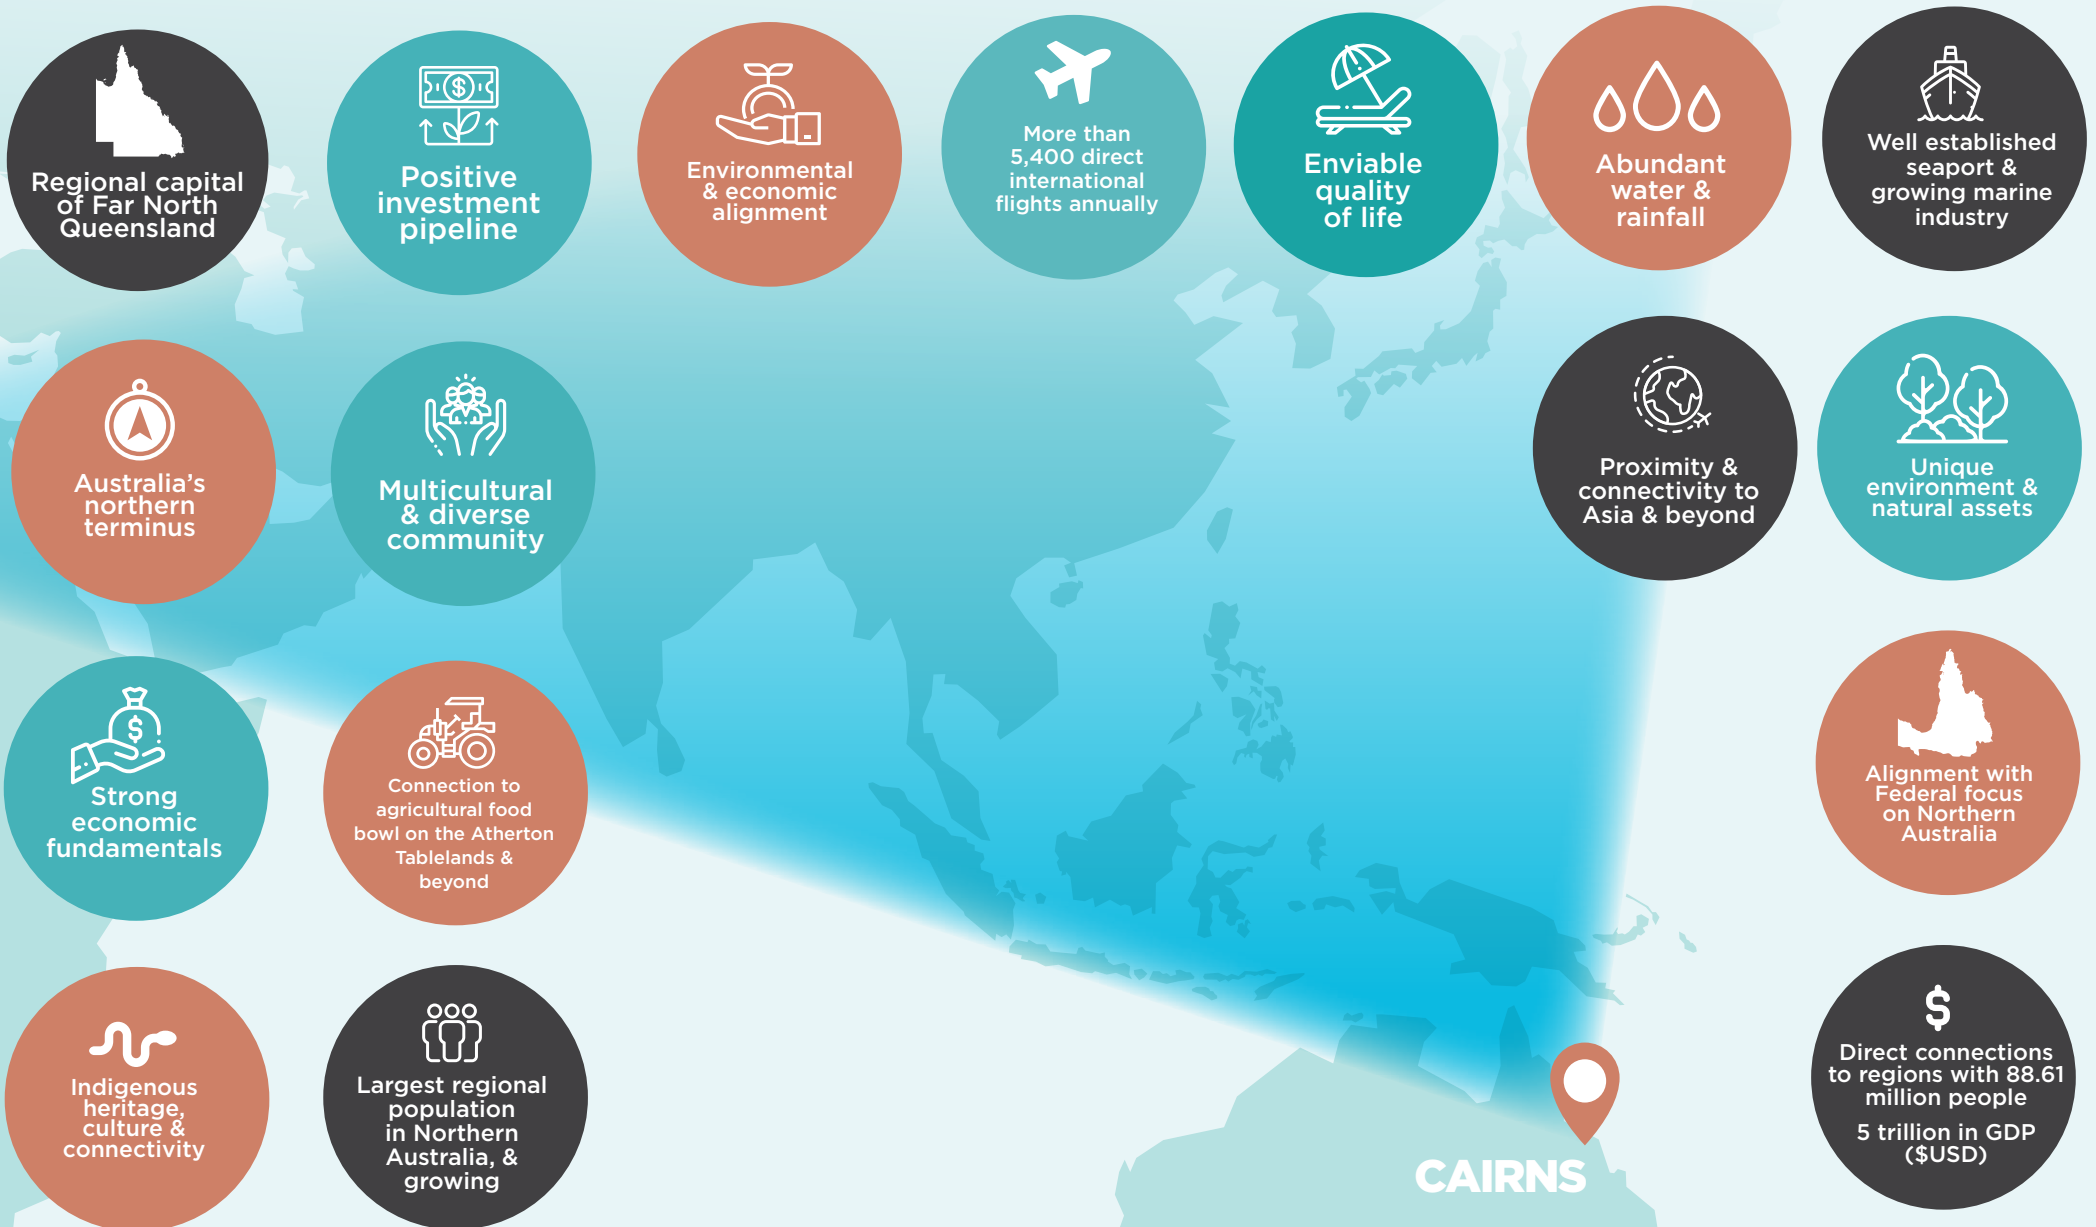 Regional capital
of Far North
Queensland
Positive
investment
pipeline
Environmental
& economic
alignment
More than
5,400 direct
international
flights annually
Enviable
quality
of life
Abundant
water &
rainfall
Well established
seaport &
growing marine
industry
Australia's
northern
terminus
Multicultural
& diverse
community
Proximity &
connectivity to
Asia & beyond
Unique
environment &
natural assets
Strong
economic
fundamentals
Connection to
agricultural food
bowl on the Atherton
Tablelands &
beyond
Alignment with
Federal focus
on Northern
Australia
Indigenous
heritage,
culture &
connectivity
Largest regional
population
in Northern
Australia, &
growing
CAIRNS
$
Direct connections
to regions with 88.61
million people
5 trillion in GDP
($USD)